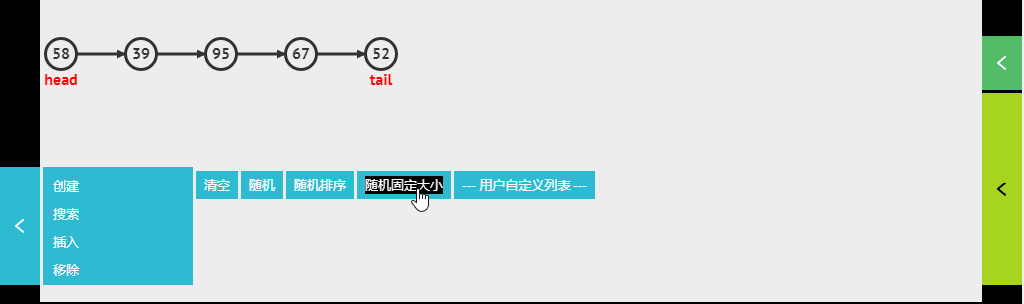 58 39 95 67 52
head tail
创建 清空 随机 随机排序 随机固定大小 --- 用户自定义列表 ---
搜索
插入
移除